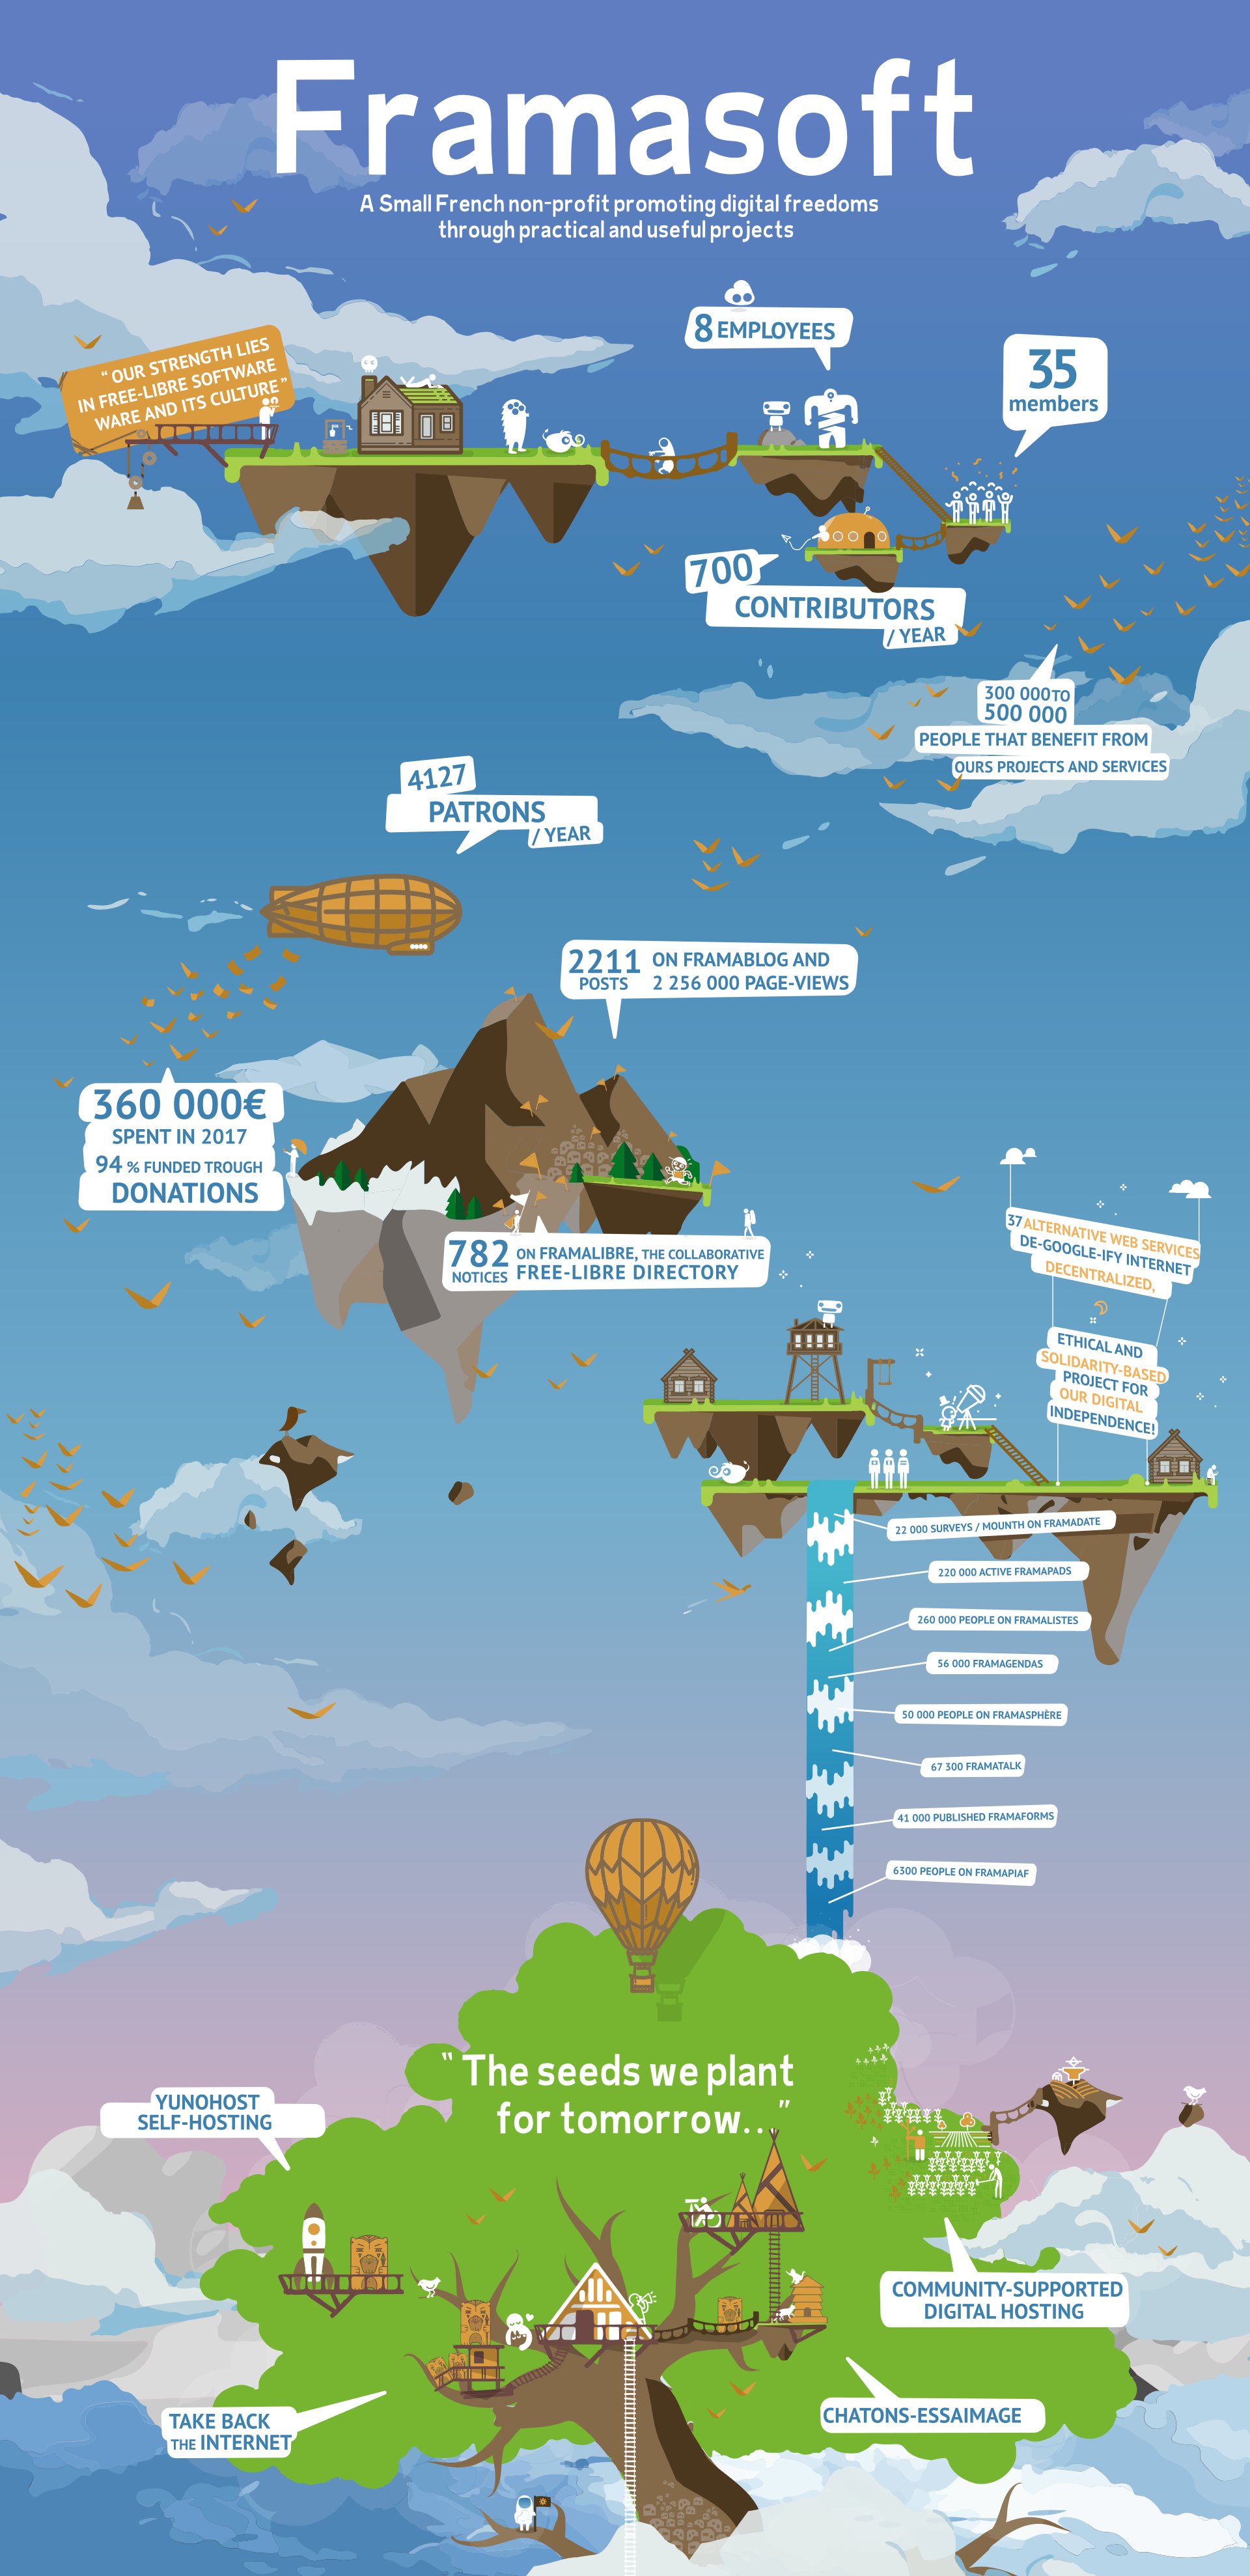 Framasoft
A Small French non-profit promoting digital freedoms
through practical and useful projects
8 EMPLOYEES
35
members
“ OUR STRENGTH LIES
IN FREE-LIBRE SOFTWARE
WARE AND ITS CULTURE ”
700
CONTRIBUTORS
/ YEAR
300 000 TO
500 000
PEOPLE THAT BENEFIT FROM
OURS PROJECTS AND SERVICES
4127
PATRONS
/ YEAR
2211 ON FRAMABLOG AND
POSTS 2 256 000 PAGE-VIEWS
360 000€
SPENT IN 2017
94 % FUNDED TROUGH
DONATIONS
782 ON FRAMALIBRE, THE COLLABORATIVE
NOTICES FREE-LIBRE DIRECTORY
37 ALTERNATIVE WEB SERVICES
DE-GOOGLE-IFY INTERNET
DECENTRALIZED,
ETHICAL AND
SOLIDARITY-BASED
PROJECT FOR
OUR DIGITAL
INDEPENDENCE!
22 000 SURVEYS / MOUNTH ON FRAMADATE
220 000 ACTIVE FRAMAPADS
260 000 PEOPLE ON FRAMALISTES
56 000 FRAMAGENDAS
50 000 PEOPLE ON FRAMASPHÈRE
67 300 FRAMATALK
41 000 PUBLISHED FRAMAFORMS
6300 PEOPLE ON FRAMAPIAF
“ The seeds we plant
for tomorrow... ”
YUNOHOST
SELF-HOSTING
COMMUNITY-SUPPORTED
DIGITAL HOSTING
TAKE BACK
THE INTERNET
CHATONS-ESSAIMAGE